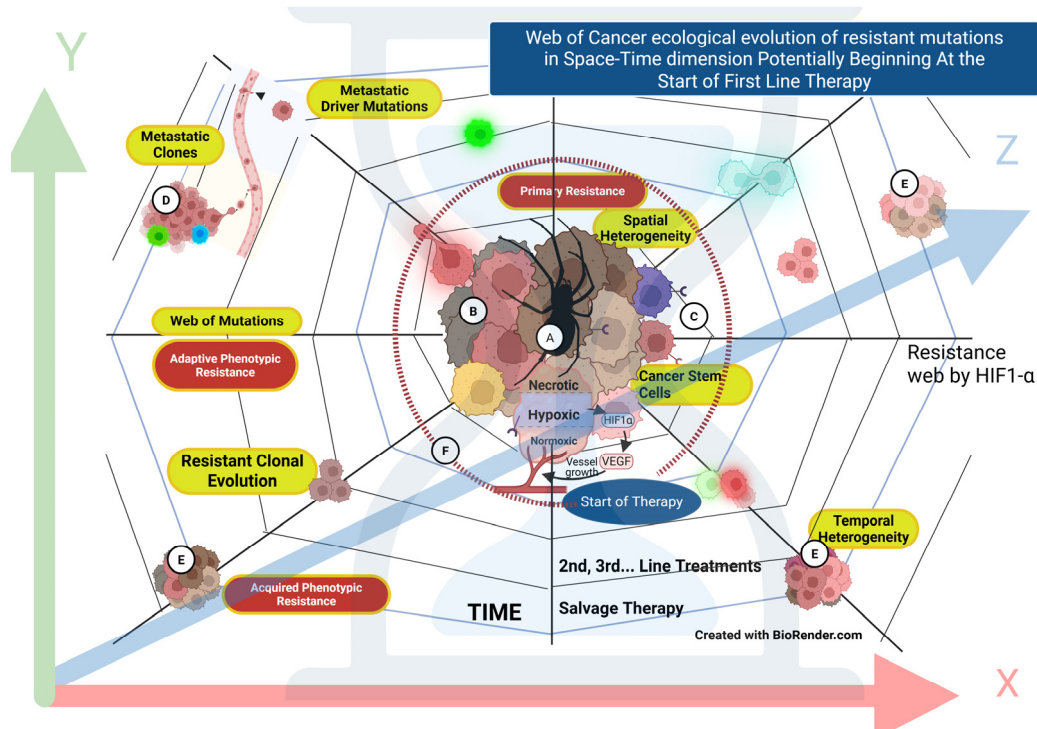 Web of Cancer ecological evolution of resistant mutations
in Space-Time dimension Potentially Beginning At the
Start of First Line Therapy
Y
Metastatic
Driver Mutations
Metastatic
Clones
D
E
Z
Primary Resistance
Spatial
Heterogeneity
B
C
A
Web of Mutations
Adaptive Phenotypic
Resistance
Resistance
web by HIF1-α
Necrotic
Cancer Stem
Cells
Hypoxic
HIF1α
Normoxic
F
Vessel
growth
VEGF
Resistant Clonal
Evolution
Start of Therapy
Temporal
Heterogeneity
E
E
2nd, 3rd... Line Treatments
Acquired Phenotypic
Resistance
TIME
Salvage Therapy
Created with BioRender.com
X